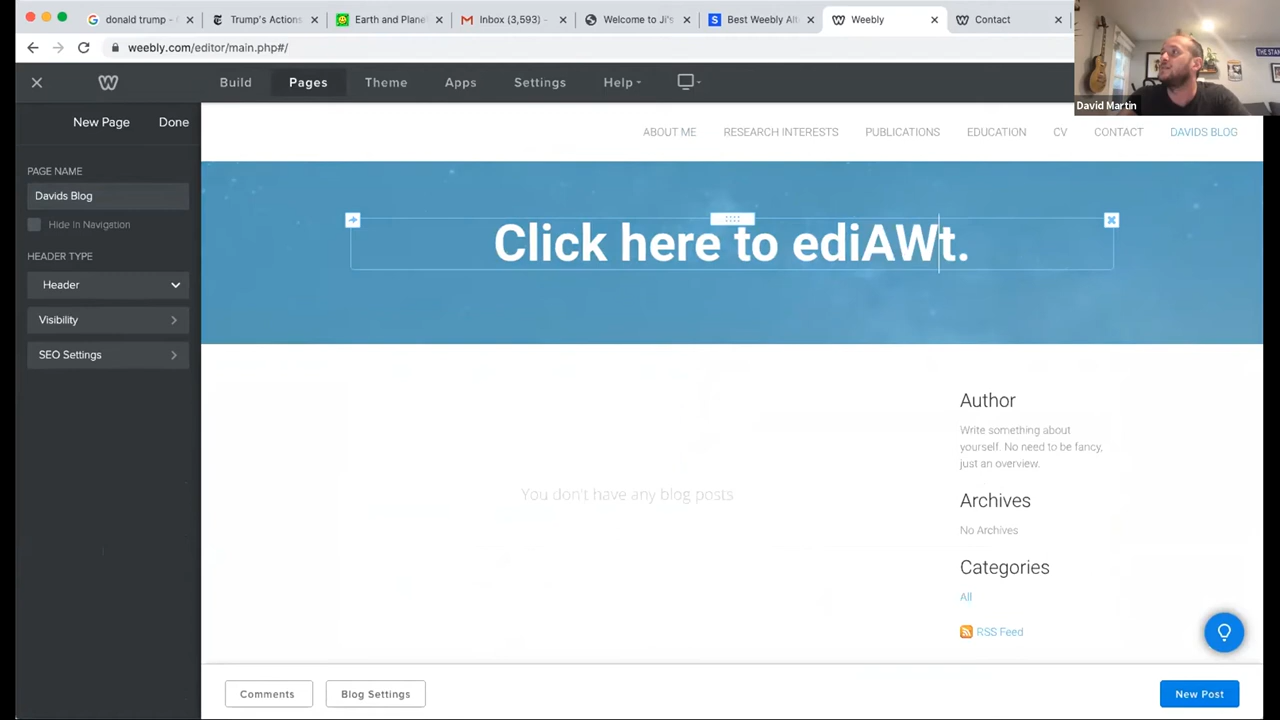 donald trump -
Trump's Actions
Earth and Plane
Inbox (3,593) -
Welcome to Ji's
Best Weebly Alt
Weebly
Contact
weebly.com/editor/main.php#/
THE STAN
David Martin
Build
Pages
Theme
Apps
Settings
Help
New Page
Done
PAGE NAME
Davids Blog
Hide In Navigation
HEADER TYPE
Header
Visibility
SEO Settings
ABOUT ME
RESEARCH INTERESTS
PUBLICATIONS
EDUCATION
CV
CONTACT
DAVIDS BLOG
Click here to ediAWt.
You don't have any blog posts
Author
Write something about
yourself. No need to be fancy,
just an overview.
Archives
No Archives
Categories
All
RSS Feed
Comments
Blog Settings
New Post